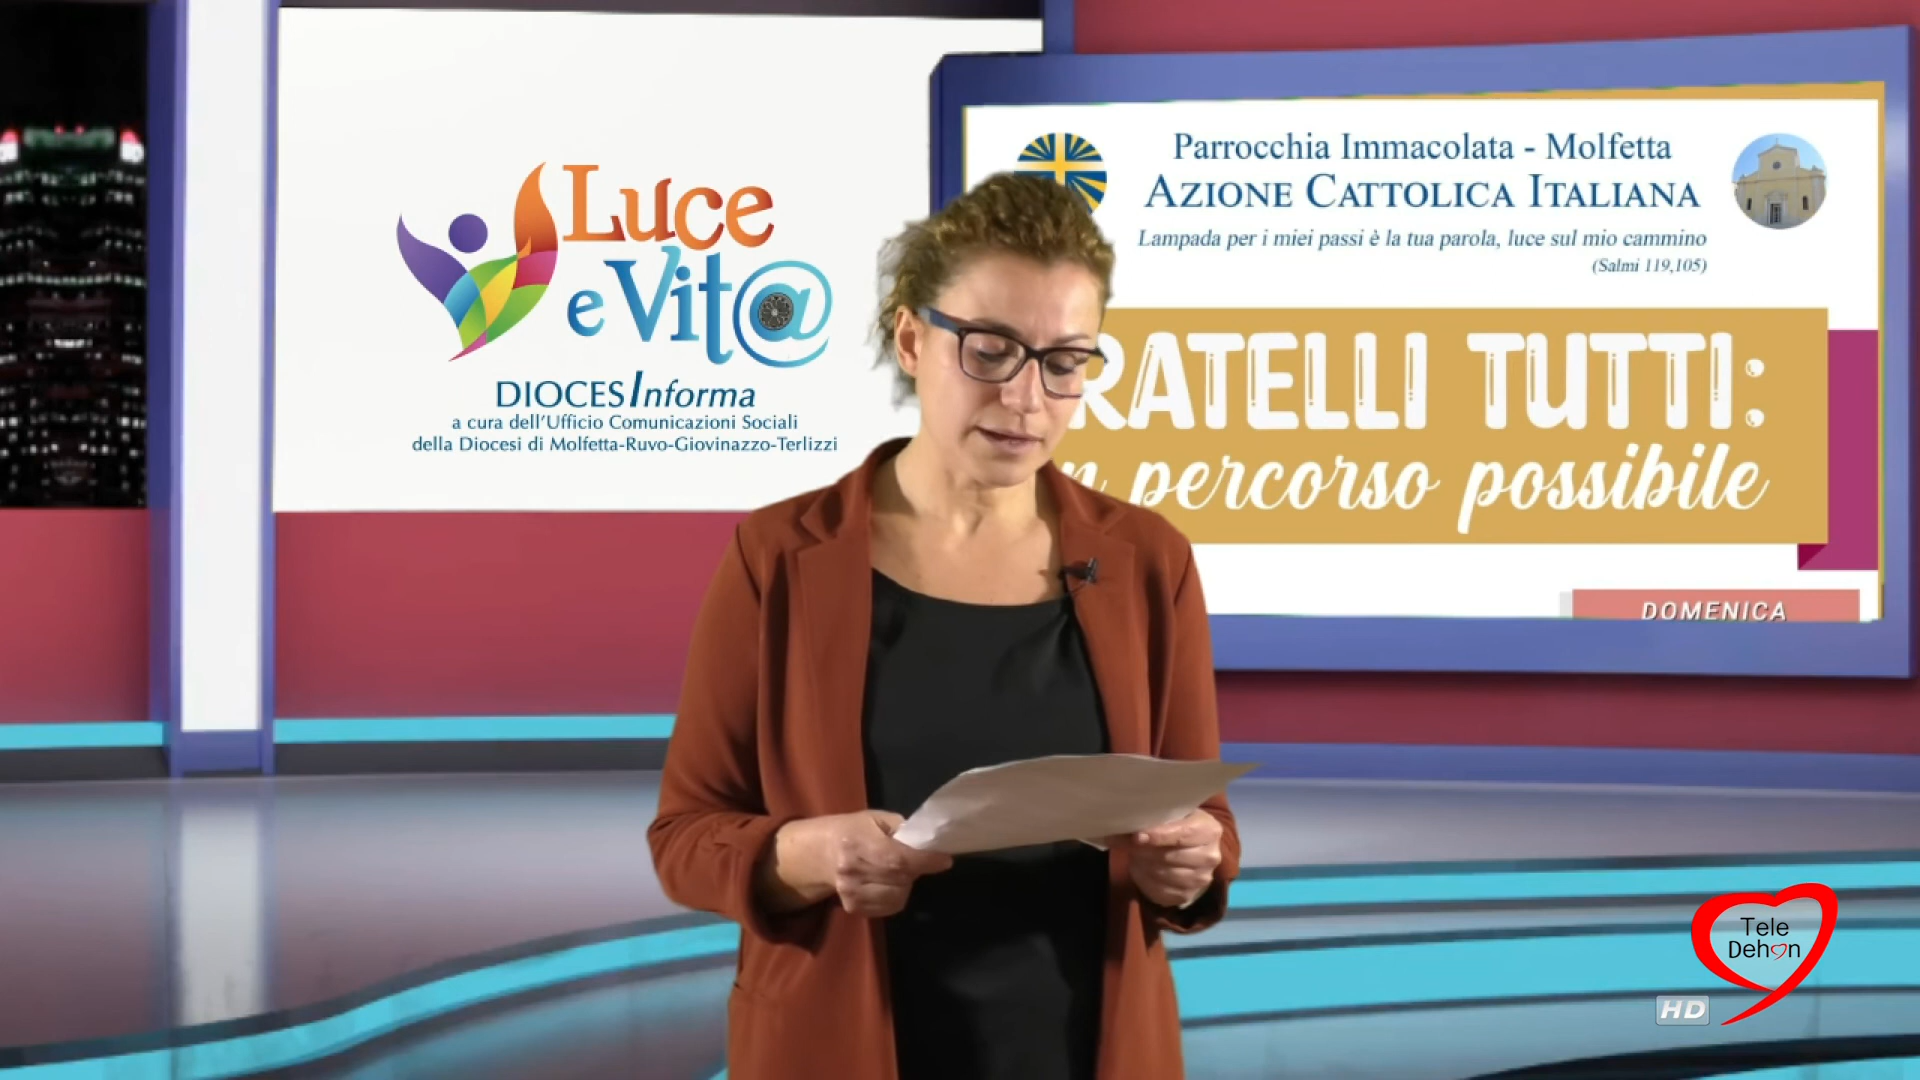 Luce
e Vit@
DIOCESInforma
a cura dell'Ufficio Comunicazioni Sociali
della Diocesi di Molfetta-Ruvo-Giovinazzo-Terlizzi
Parrocchia Immacolata - Molfetta
AZIONE CATTOLICA ITALIANA
Lampada per i miei passi è la tua parola, luce sul mio cammino
(Salmi 119,105)
RATELLI TUTTI:
n percorso possibile
DOMENICA
Tele
Dehon
HD